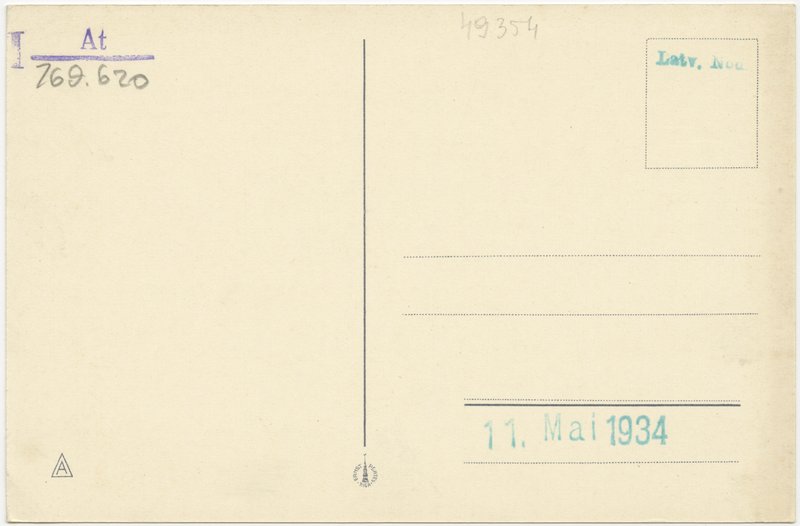 49354
I At
769.620
Latv. Nod
A
11. Mai 1934